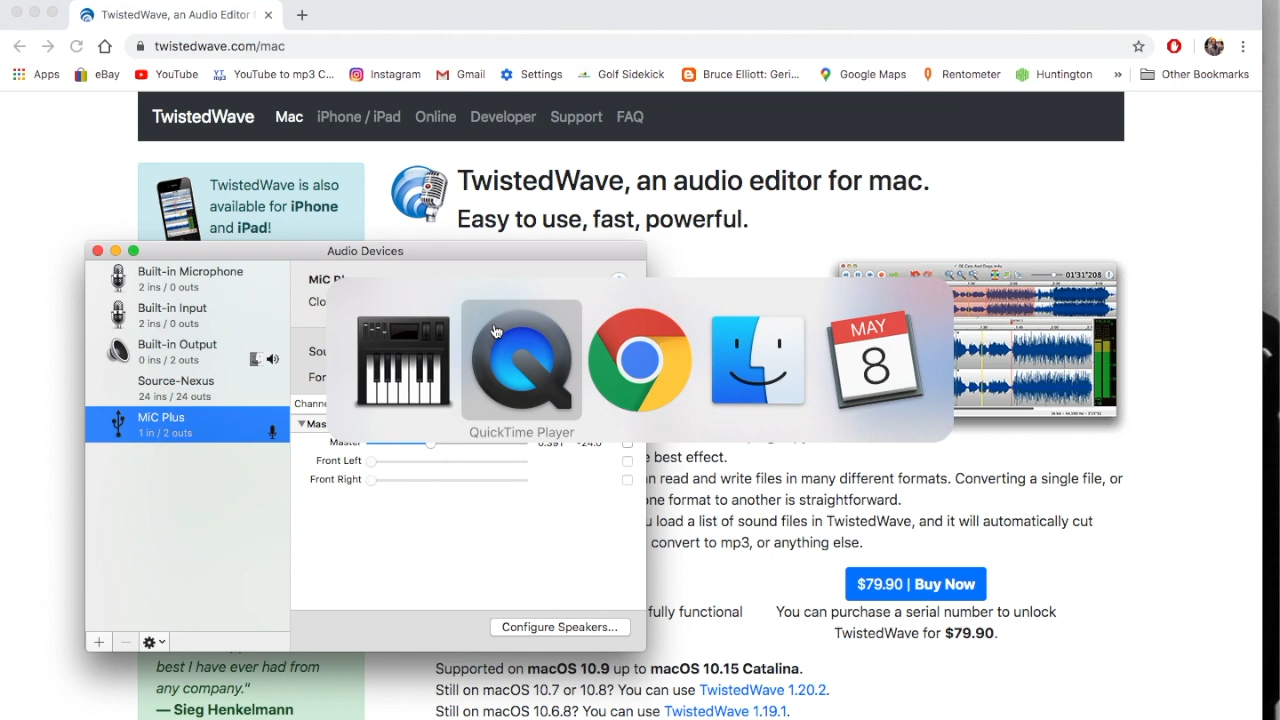 TwistedWave, an Audio Editor
twistedwave.com/mac
Apps eBay YouTube YouTube to mp3 C... Instagram Gmail Settings Golf Sidekick Bruce Elliott: Geri... Google Maps Rentometer Huntington » Other Bookmarks
TwistedWave Mac iPhone / iPad Online Developer Support FAQ
TwistedWave is also
available for iPhone
and iPad!
TwistedWave, an audio editor for mac.
Easy to use, fast, powerful.
Audio Devices
Built-in Microphone
2 ins / 0 outs
Built-in Input
2 ins / 0 outs
Built-in Output
0 ins / 2 outs
Source-Nexus
24 ins / 24 outs
MiC Plus
1 in / 2 outs
Clo
Sou
For
Chann
Mas
Front Left
Front Right
Configure Speakers...
MAY
8
QuickTime Player
01'31"208
e best effect.
n read and write files in many different formats. Converting a single file, or
one format to another is straightforward.
u load a list of sound files in TwistedWave, and it will automatically cut
convert to mp3, or anything else.
$79.90 | Buy Now
fully functional
You can purchase a serial number to unlock
TwistedWave for $79.90.
best I have ever had from
any company."
— Sieg Henkelmann
Supported on macOS 10.9 up to macOS 10.15 Catalina.
Still on macOS 10.7 or 10.8? You can use TwistedWave 1.20.2.
Still on macOS 10.6.8? You can use TwistedWave 1.19.1.